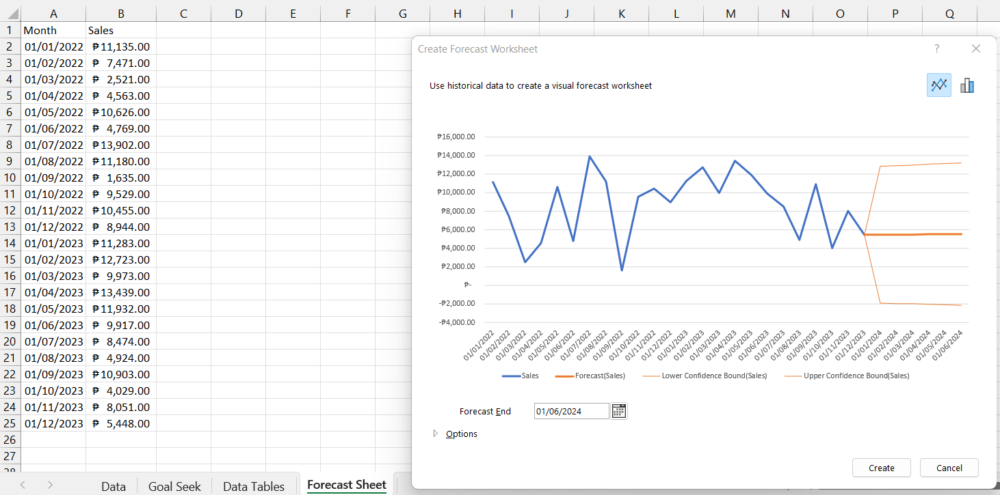 A B C D E F G H I J K L M N O P Q
1 Month Sales
2 01/01/2022 ₱11,135.00
3 01/02/2022 ₱ 7,471.00
4 01/03/2022 ₱ 2,521.00
5 01/04/2022 ₱ 4,563.00
6 01/05/2022 ₱10,626.00
7 01/06/2022 ₱ 4,769.00
8 01/07/2022 ₱13,902.00
9 01/08/2022 ₱11,180.00
10 01/09/2022 ₱ 1,635.00
11 01/10/2022 ₱ 9,529.00
12 01/11/2022 ₱10,455.00
13 01/12/2022 ₱ 8,944.00
14 01/01/2023 ₱11,283.00
15 01/02/2023 ₱12,723.00
16 01/03/2023 ₱ 9,973.00
17 01/04/2023 ₱13,439.00
18 01/05/2023 ₱11,932.00
19 01/06/2023 ₱ 9,917.00
20 01/07/2023 ₱ 8,474.00
21 01/08/2023 ₱ 4,924.00
22 01/09/2023 ₱10,903.00
23 01/10/2023 ₱ 4,029.00
24 01/11/2023 ₱ 8,051.00
25 01/12/2023 ₱ 5,448.00
26
27
28
Create Forecast Worksheet ?
Use historical data to create a visual forecast worksheet
₱16,000.00
₱14,000.00
₱12,000.00
₱10,000.00
₱8,000.00
₱6,000.00
₱4,000.00
₱2,000.00
₱-
-₱2,000.00
-₱4,000.00
01/01/2022 01/02/2022 01/03/2022 01/04/2022 01/05/2022 01/06/2022 01/07/2022 01/08/2022 01/09/2022 01/10/2022 01/11/2022 01/12/2022 01/01/2023 01/02/2023 01/03/2023 01/04/2023 01/05/2023 01/06/2023 01/07/2023 01/08/2023 01/09/2023 01/10/2023 01/11/2023 01/12/2023 01/01/2024 01/02/2024 01/03/2024 01/04/2024 01/05/2024 01/06/2024
Sales Forecast(Sales) Lower Confidence Bound(Sales) Upper Confidence Bound(Sales)
Forecast End 01/06/2024
Options
Create Cancel
Data Goal Seek Data Tables Forecast Sheet